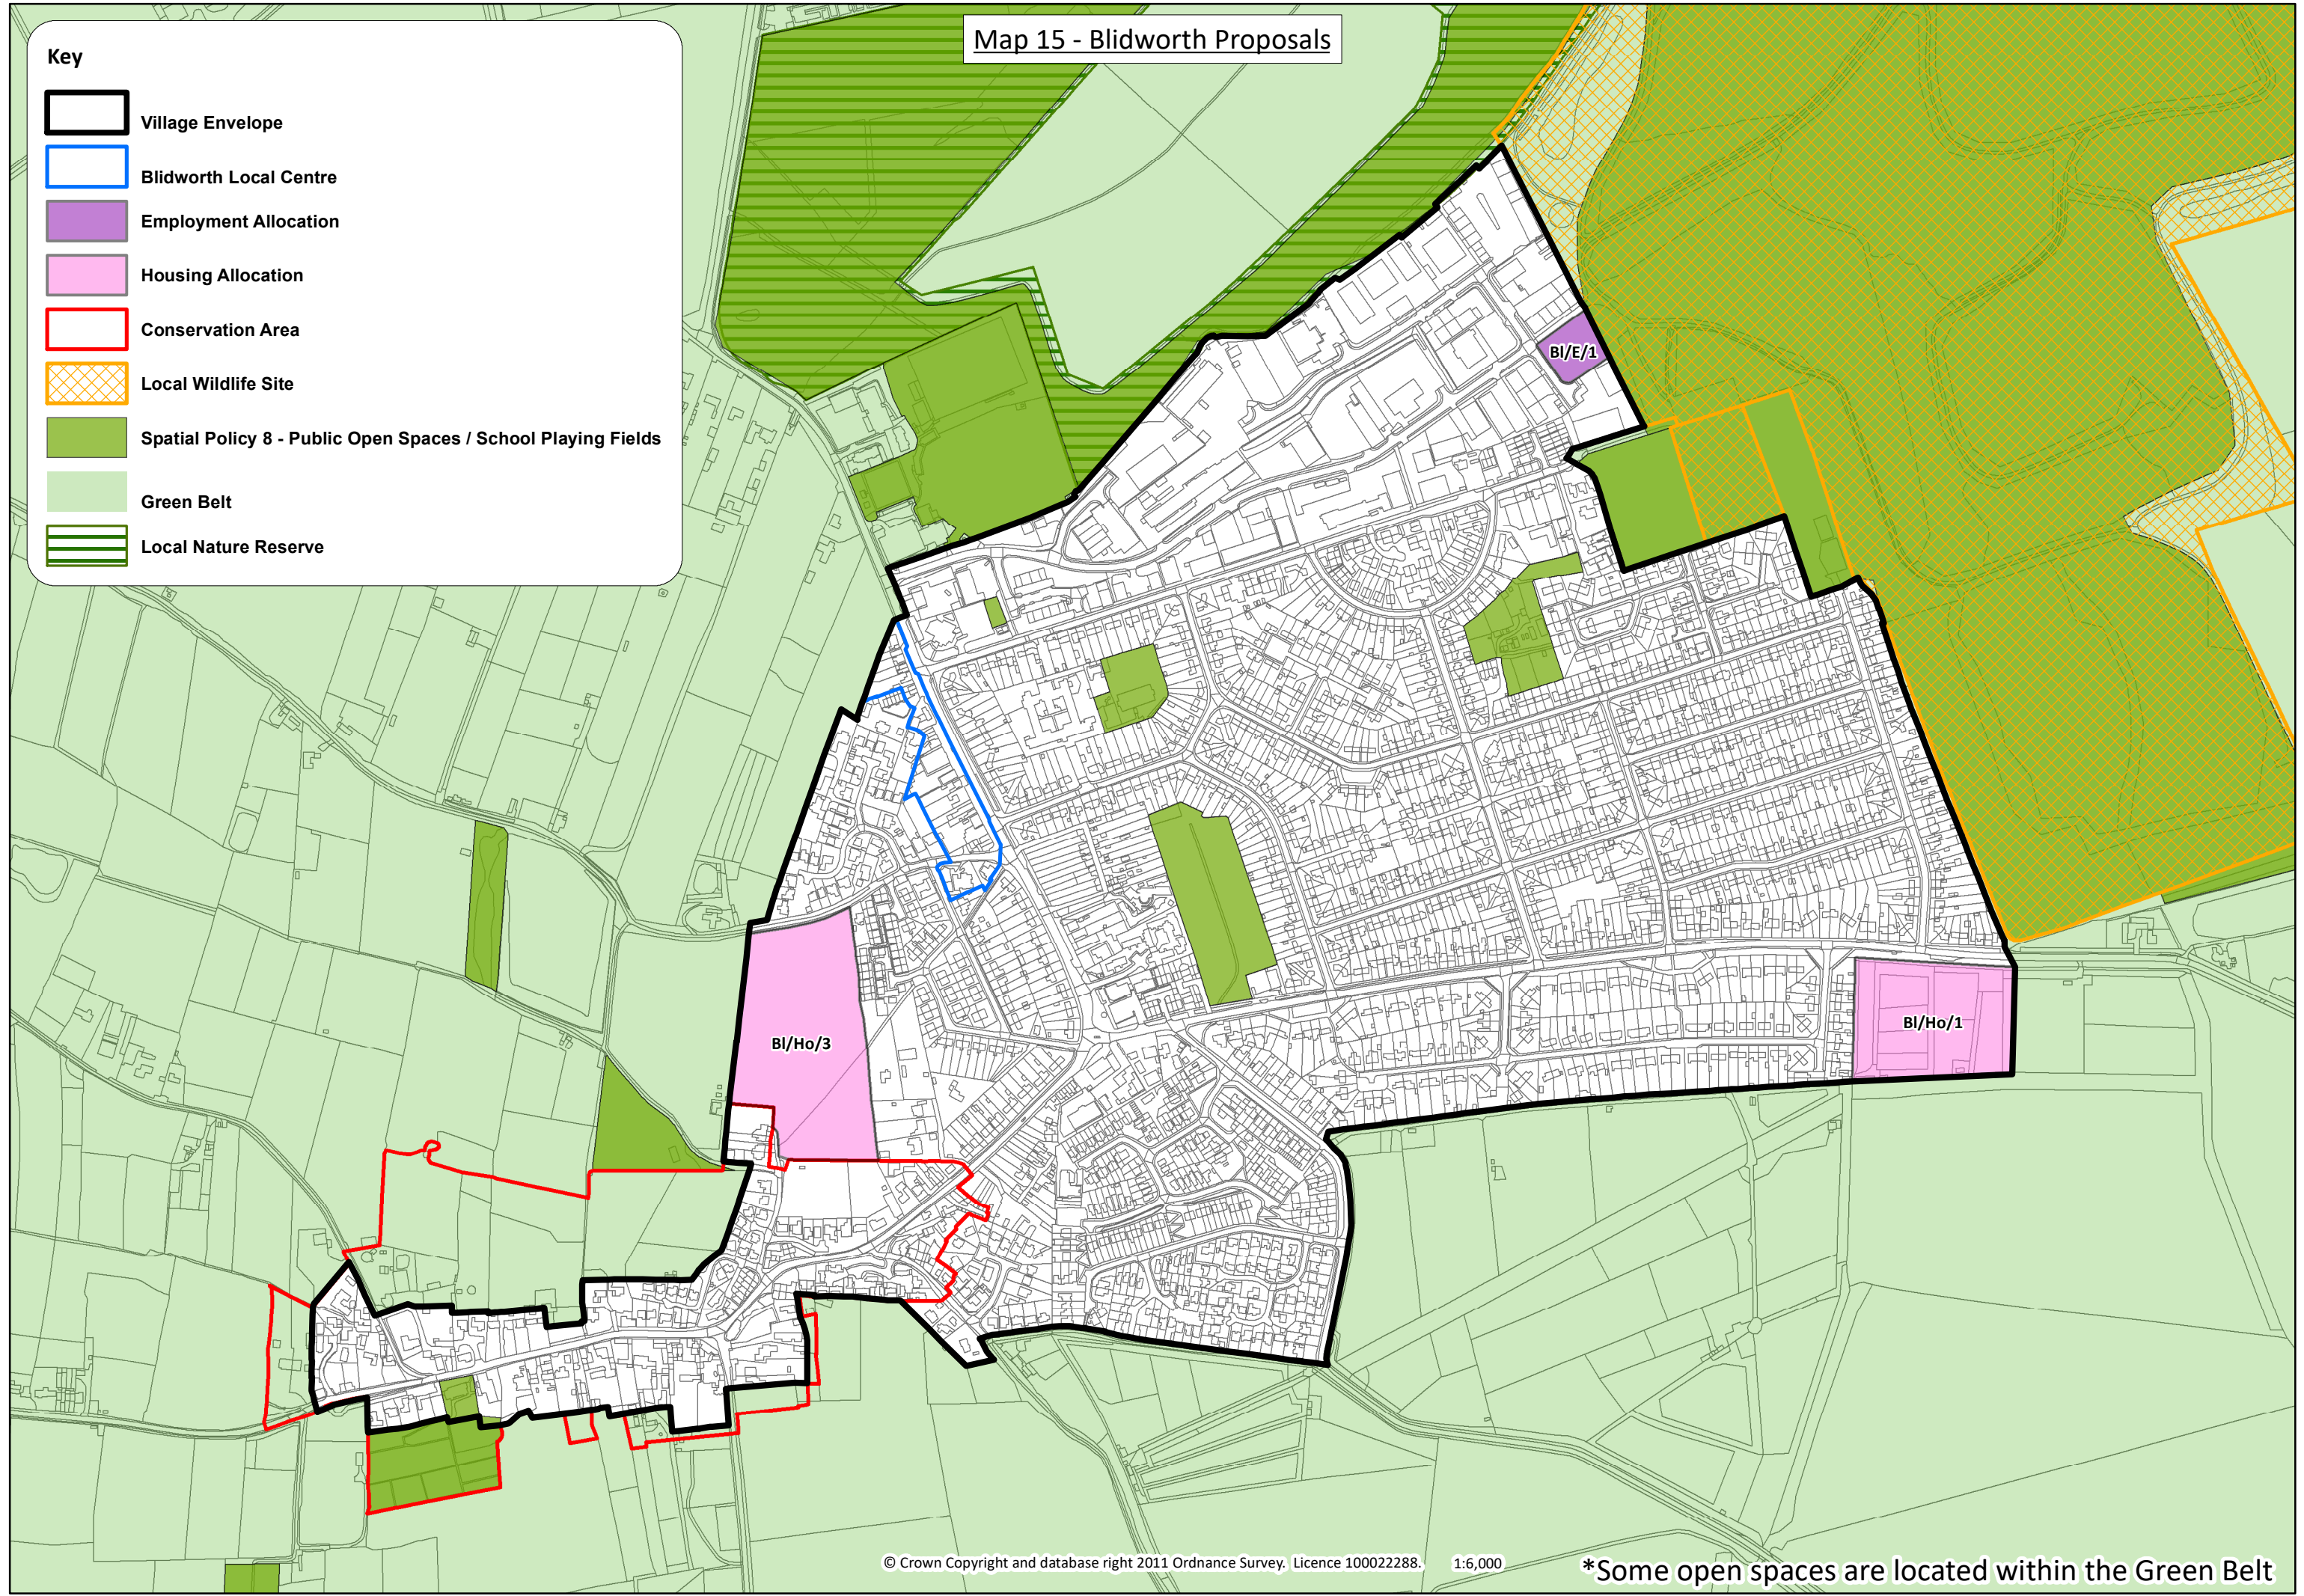 Map 15 - Blidworth Proposals
Key
Village Envelope
Blidworth Local Centre
Employment Allocation
Housing Allocation
Conservation Area
Local Wildlife Site
Spatial Policy 8 - Public Open Spaces / School Playing Fields
Green Belt
Local Nature Reserve
Bl/E/1
Bl/Ho/1
Bl/Ho/3
© Crown Copyright and database right 2011 Ordnance Survey. Licence 100022288. 1:6,000
*Some open spaces are located within the Green Belt